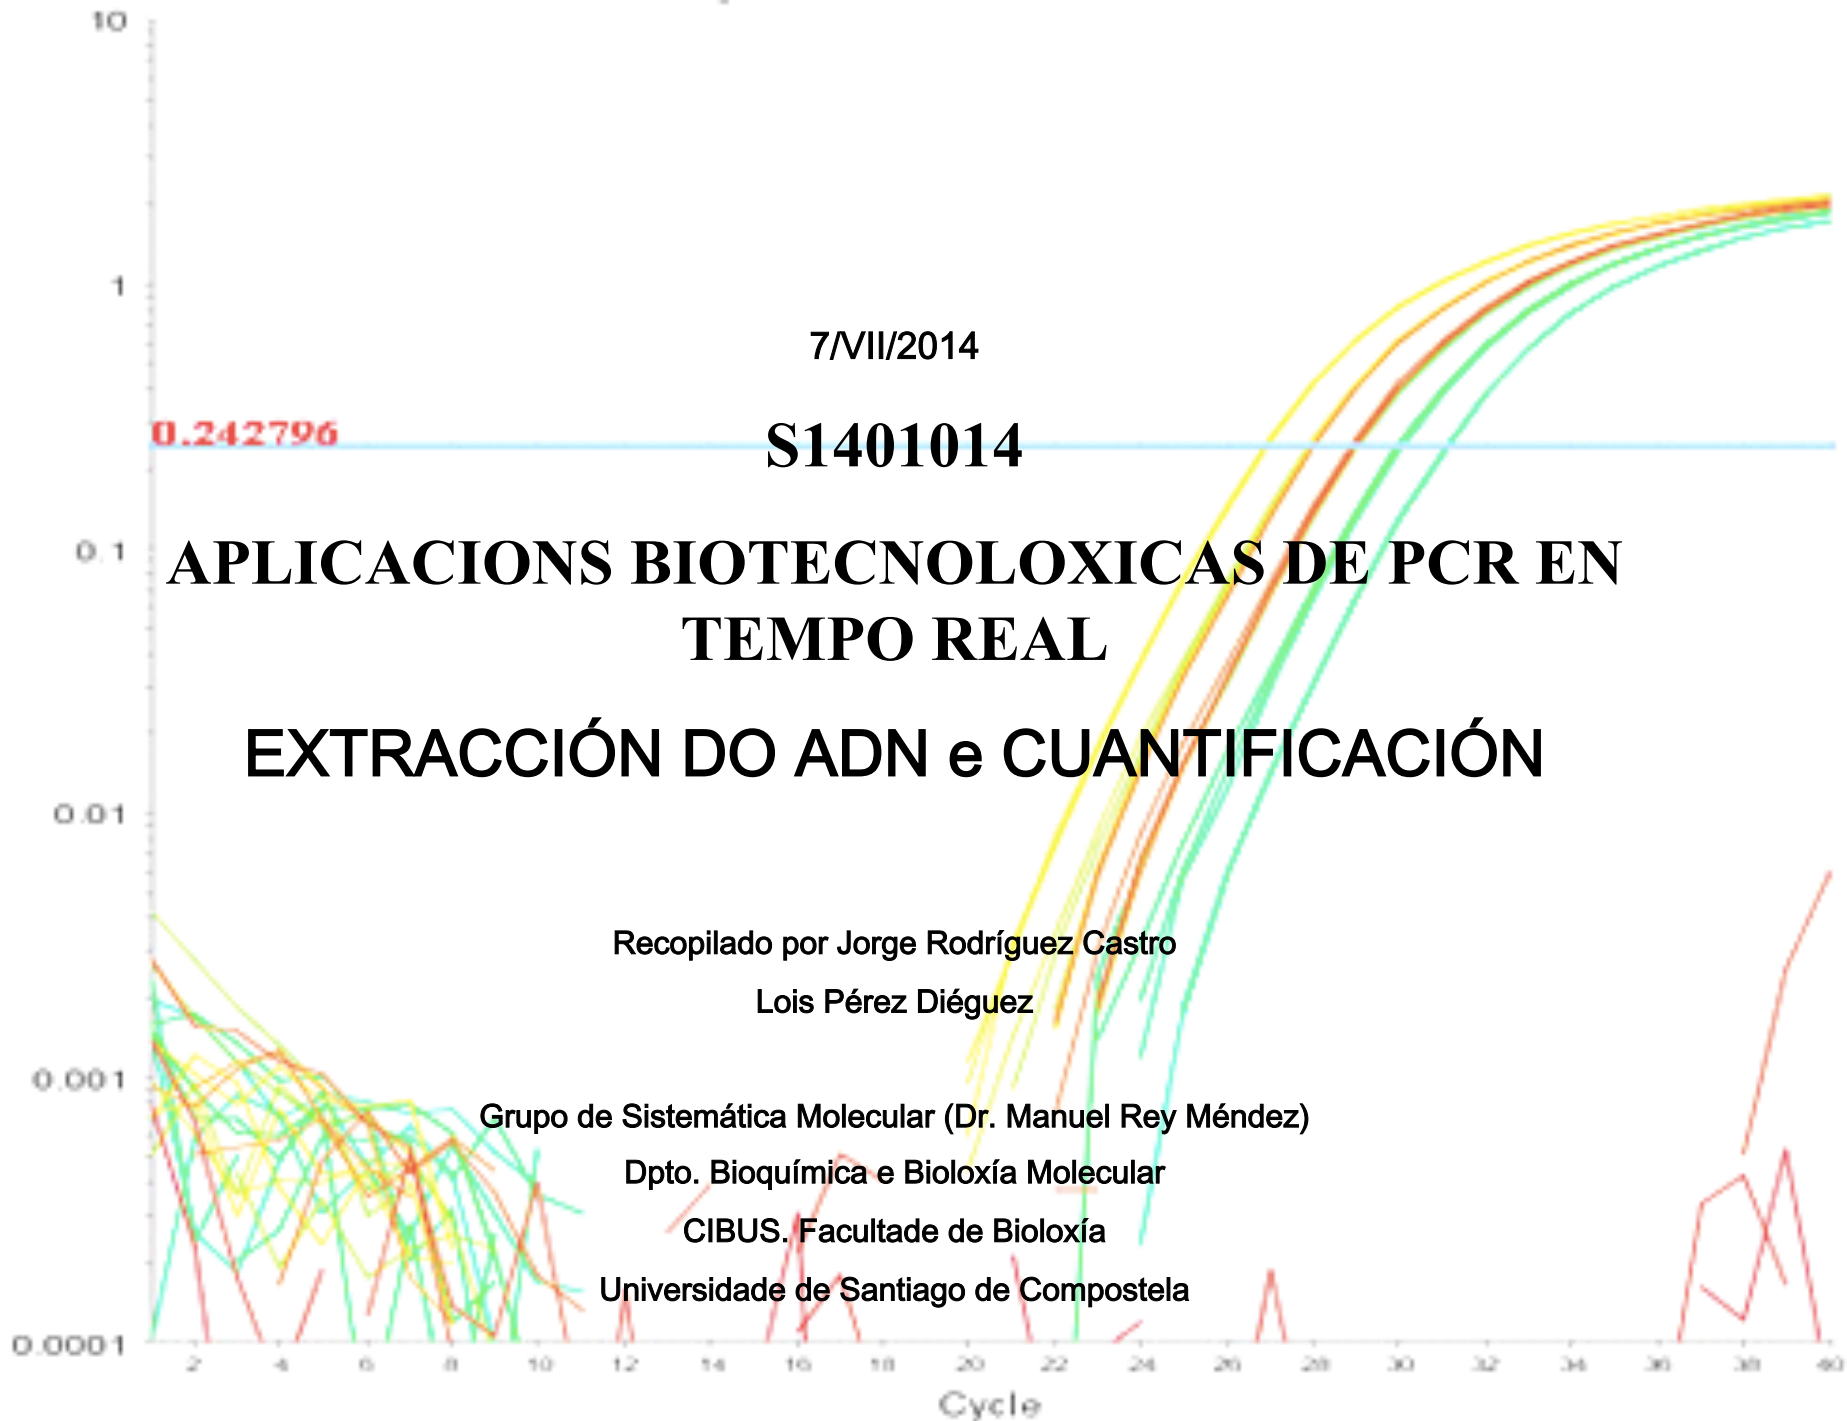 10
1
7/VII/2014
0.242796
S1401014
0.1
APLICACIONS BIOTECNOLOXICAS DE PCR EN
TEMPO REAL
EXTRACCIÓN DO ADN e CUANTIFICACIÓN
0.01
Recopilado por Jorge Rodríguez Castro
Lois Pérez Diéguez
0.001
Grupo de Sistemática Molecular (Dr. Manuel Rey Méndez)
Dpto. Bioquímica e Bioloxía Molecular
CIBUS. Facultade de Bioloxía
Universidade de Santiago de Compostela
0.0001
2 4 6 8 10 12 14 16 18 20 22 24 26 28 30 32 34 36 38 40
Cycle